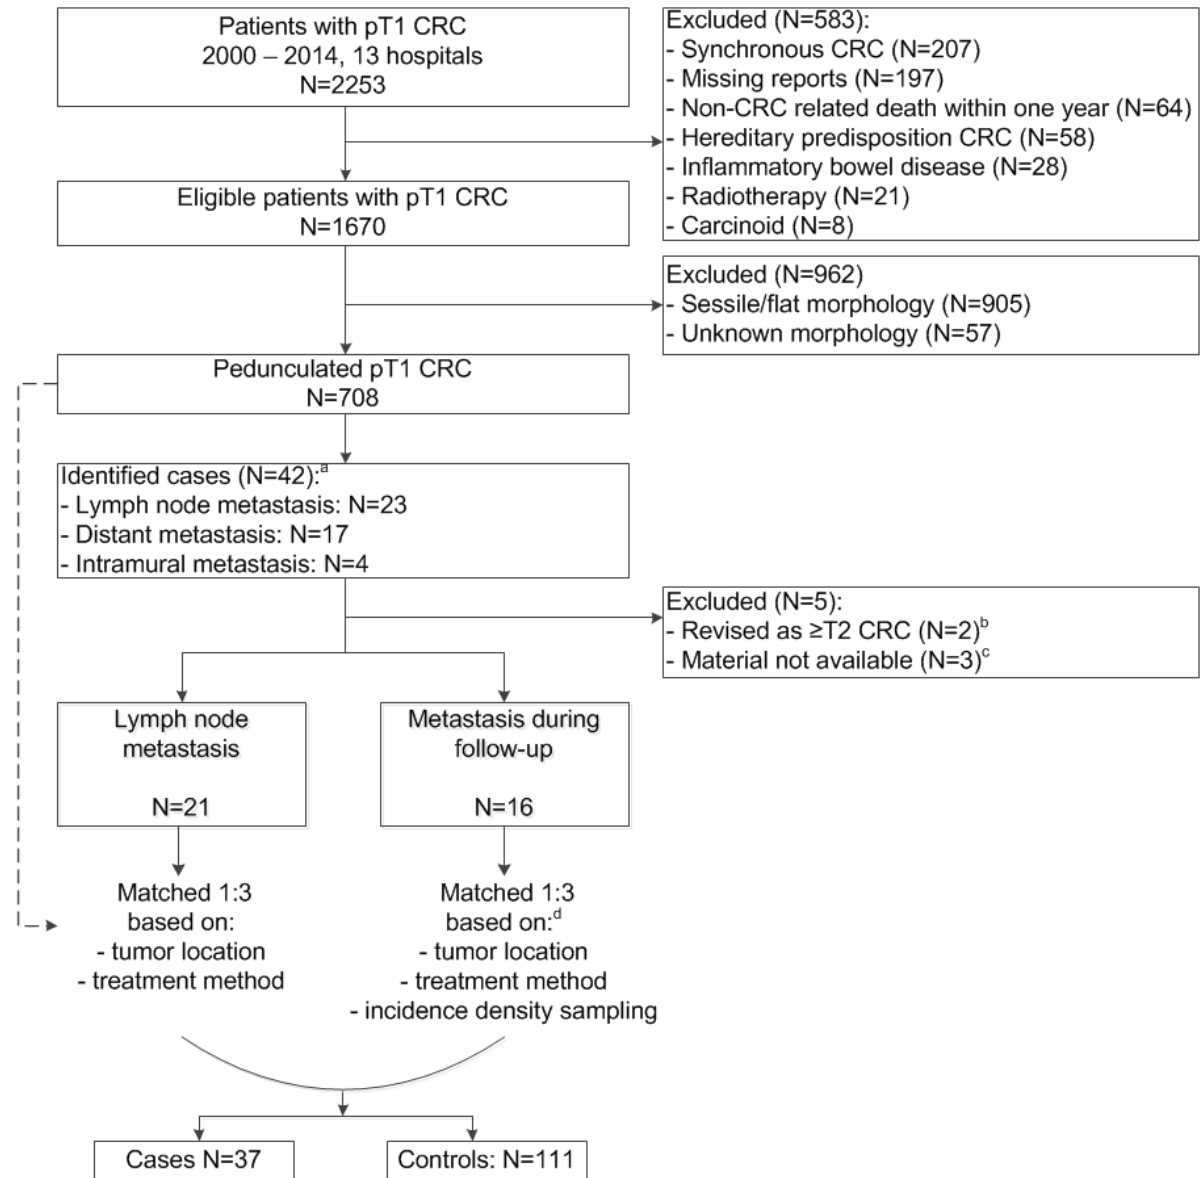 Patients with pT1 CRC
2000 – 2014, 13 hospitals
N=2253
Excluded (N=583):
- Synchronous CRC (N=207)
- Missing reports (N=197)
- Non-CRC related death within one year (N=64)
- Hereditary predisposition CRC (N=58)
- Inflammatory bowel disease (N=28)
- Radiotherapy (N=21)
- Carcinoid (N=8)
Eligible patients with pT1 CRC
N=1670
Excluded (N=962)
- Sessile/flat morphology (N=905)
- Unknown morphology (N=57)
Pedunculated pT1 CRC
N=708
Identified cases (N=42):a
- Lymph node metastasis: N=23
- Distant metastasis: N=17
- Intramural metastasis: N=4
Excluded (N=5):
- Revised as ≥T2 CRC (N=2)b
- Material not available (N=3)c
Lymph node
metastasis
N=21
Metastasis during
follow-up
N=16
Matched 1:3
based on:
- tumor location
- treatment method
Matched 1:3
based on:d
- tumor location
- treatment method
- incidence density sampling
Cases N=37
Controls: N=111